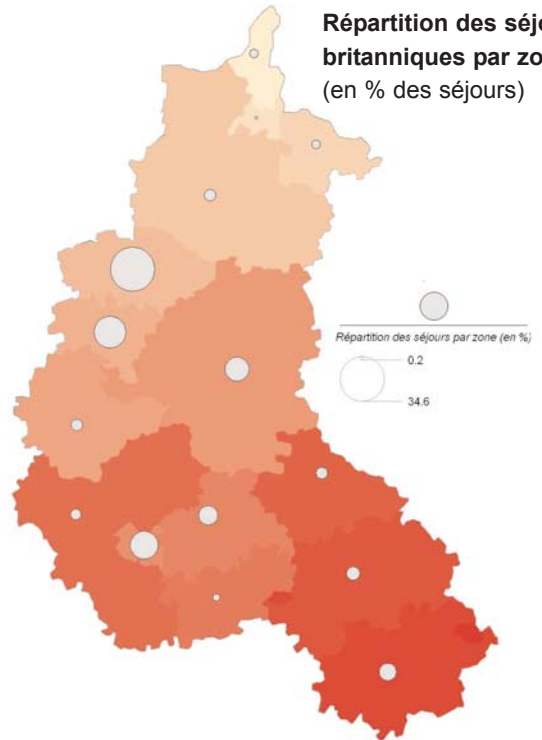 Répartition des séjo
britanniques par zo
(en % des séjours)
Répartition des séjours par zone (en %)
0.2
34.6